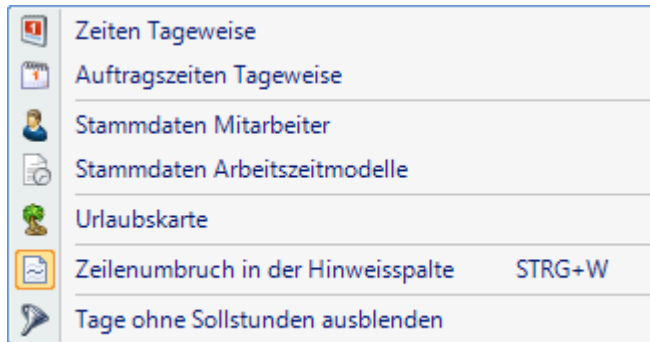 Zeiten Tageweise
Auftragszeiten Tageweise
Stammdaten Mitarbeiter
Stammdaten Arbeitszeitmodelle
Urlaubskarte
Zeilenumbruch in der Hinweisspalte STRG+W
Tage ohne Sollstunden ausblenden